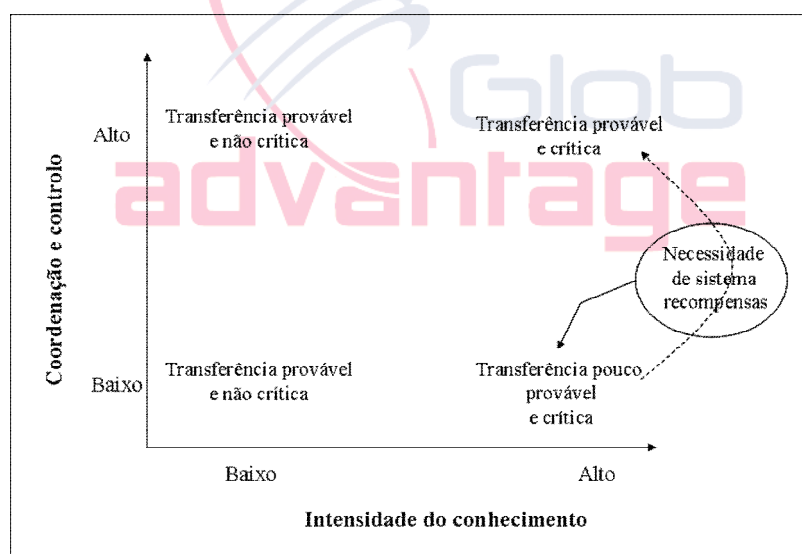 Glob
advantage
Coordenação e controlo
Alto
Transferência provável
e não crítica
Transferência provável
e crítica
Necessidade
de sistema
recompensas
Baixo
Transferência provável
e não crítica
Transferência pouco
provável
e crítica
Baixo
Alto
Intensidade do conhecimento